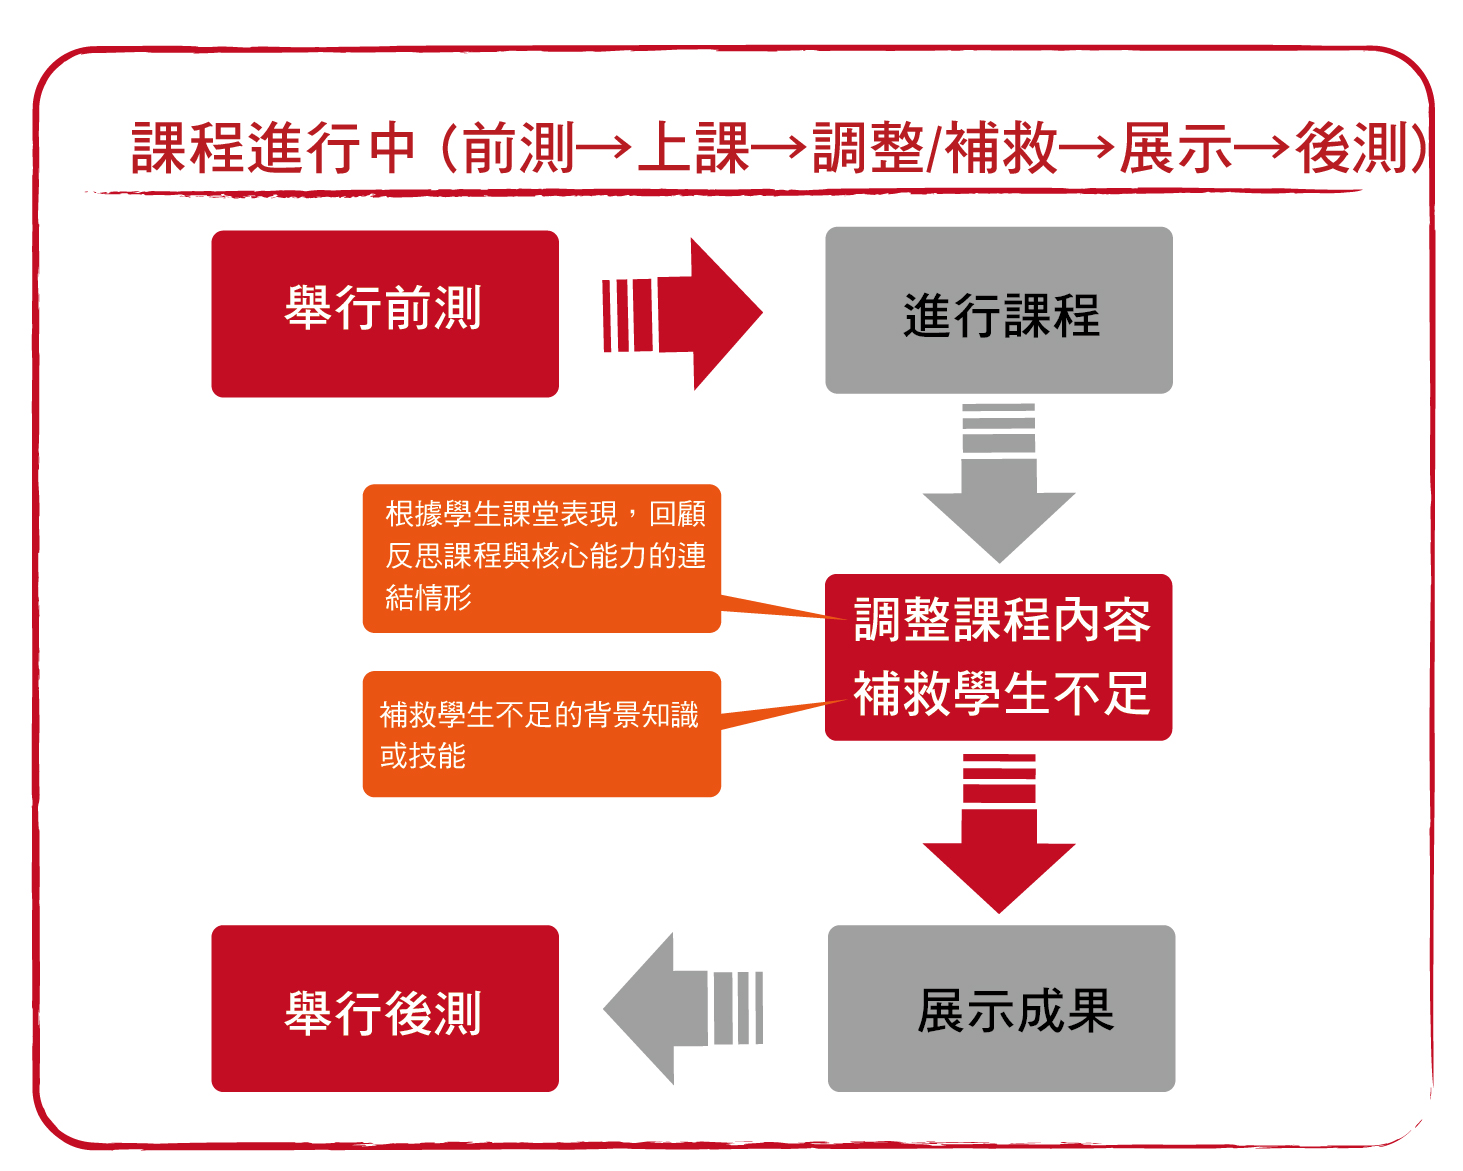 課程進行中（前測→上課→調整/補救→展示→後測）
舉行前測
進行課程
根據學生課堂表現，回顧
反思課程與核心能力的連
結情形
調整課程內容
補救學生不足
補救學生不足的背景知識
或技能
展示成果
舉行後測